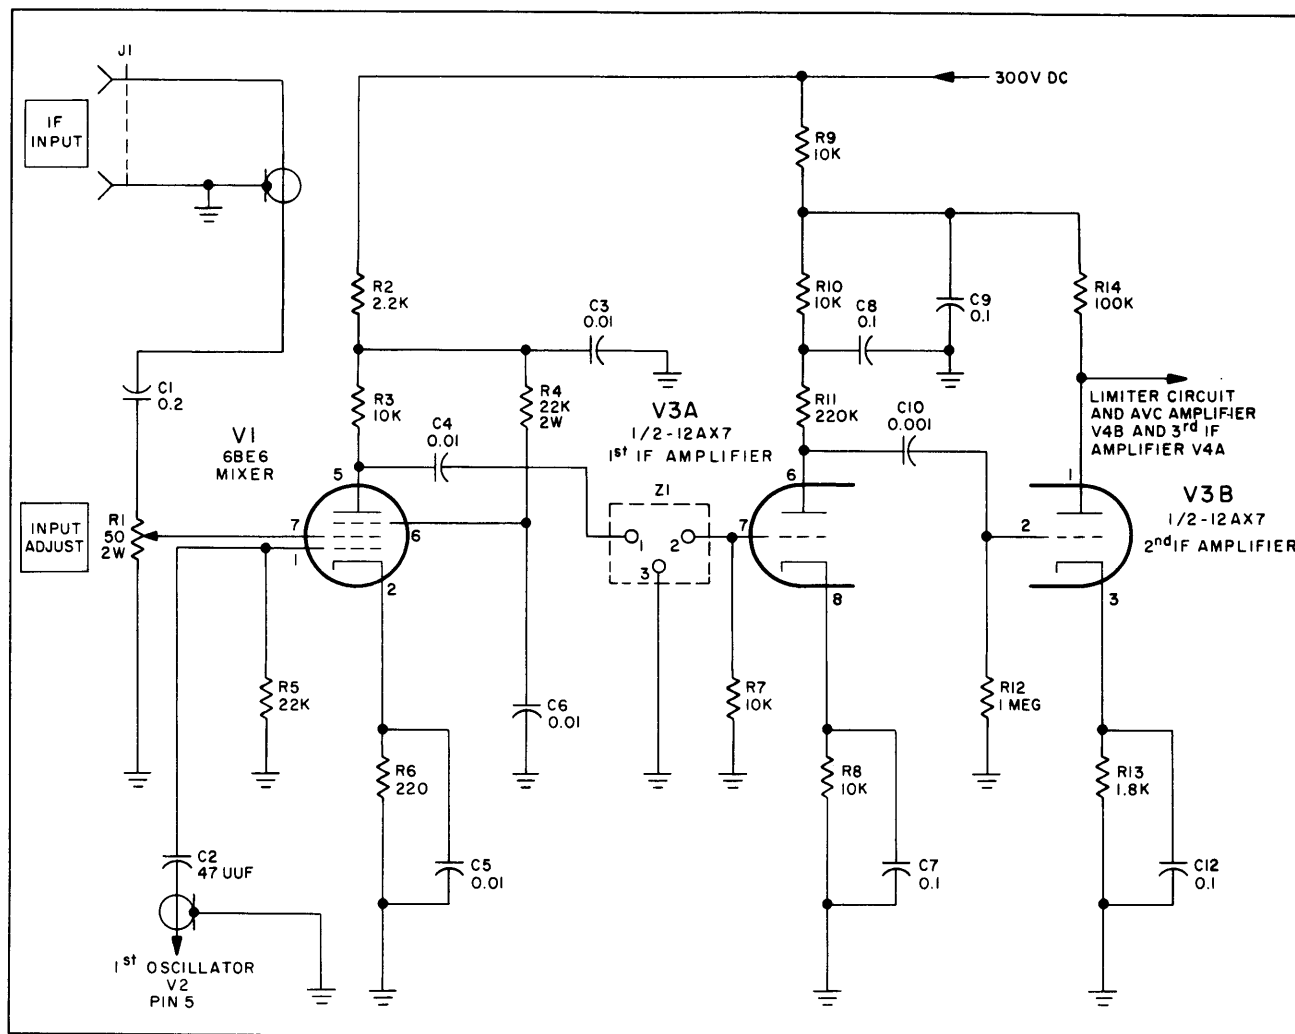 J1
IF
INPUT
300V DC
R9
10K
R2
2.2K
C3
0.01
R10
10K
C8
0.1
C9
0.1
R14
100K
C1
0.2
R3
10K
R4
22K
2W
V3A
1/2-12AX7
1st IF AMPLIFIER
R11
220K
C10
0.001
LIMITER CIRCUIT
AND AVC AMPLIFIER
V4B AND 3rd IF
AMPLIFIER V4A
V1
6BE6
MIXER
C4
0.01
5
6
1
Z1
V3B
1/2-12AX7
2nd IF AMPLIFIER
INPUT
ADJUST
R1
50
2W
7
6
1
2
1
2
3
7
8
2
3
R5
22K
C6
0.01
R7
10K
R12
1 MEG
R6
220
R8
10K
R13
1.8K
C2
47 UUF
C5
0.01
C7
0.1
C12
0.1
1st OSCILLATOR
V2
PIN 5